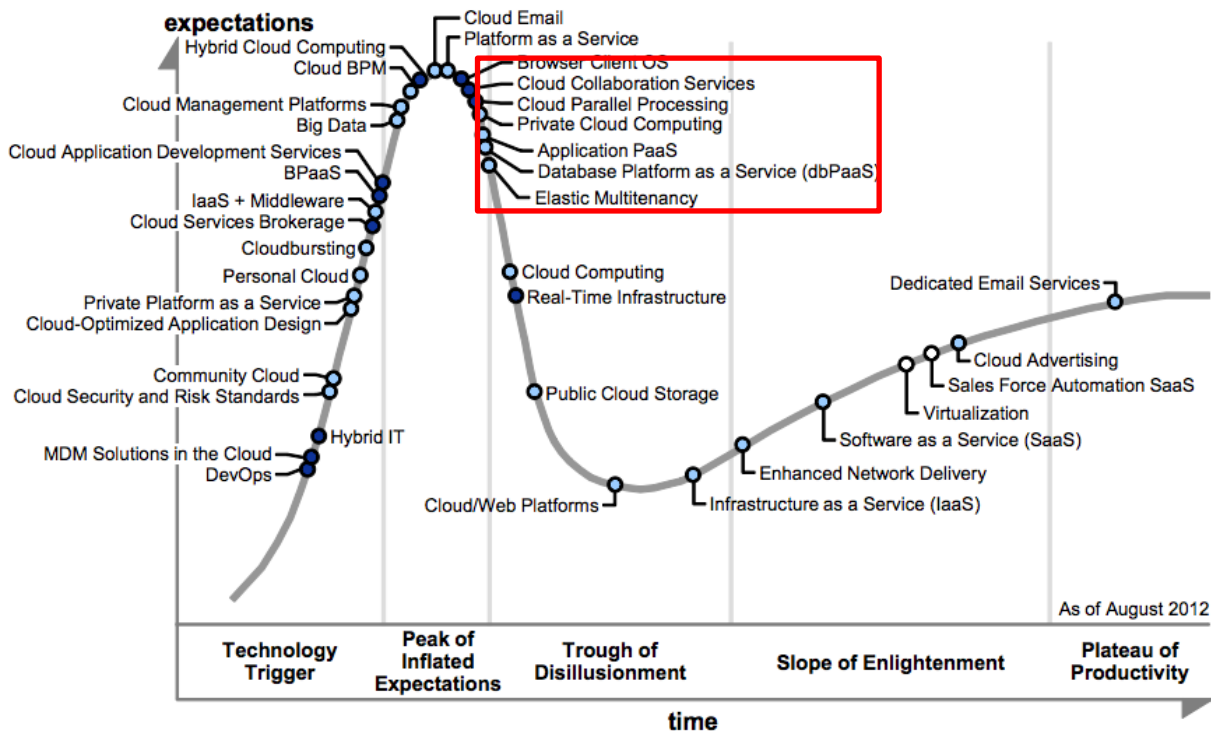 expectations
Cloud Email
Hybrid Cloud Computing
Platform as a Service
Browser Client OS
Cloud BPM
Cloud Collaboration Services
Cloud Management Platforms
Cloud Parallel Processing
Big Data
Private Cloud Computing
Cloud Application Development Services
Application PaaS
BPaaS
Database Platform as a Service (dbPaaS)
IaaS + Middleware
Elastic Multitenancy
Cloud Services Brokerage
Cloudbursting
Personal Cloud
Cloud Computing
Private Platform as a Service
Real-Time Infrastructure
Dedicated Email Services
Cloud-Optimized Application Design
Cloud Advertising
Community Cloud
Sales Force Automation SaaS
Cloud Security and Risk Standards
Public Cloud Storage
Virtualization
Hybrid IT
Software as a Service (SaaS)
MDM Solutions in the Cloud
DevOps
Enhanced Network Delivery
Cloud/Web Platforms
Infrastructure as a Service (IaaS)
As of August 2012
Technology
Trigger
Peak of
Inflated
Expectations
Trough of
Disillusionment
Slope of Enlightenment
Plateau of
Productivity
time